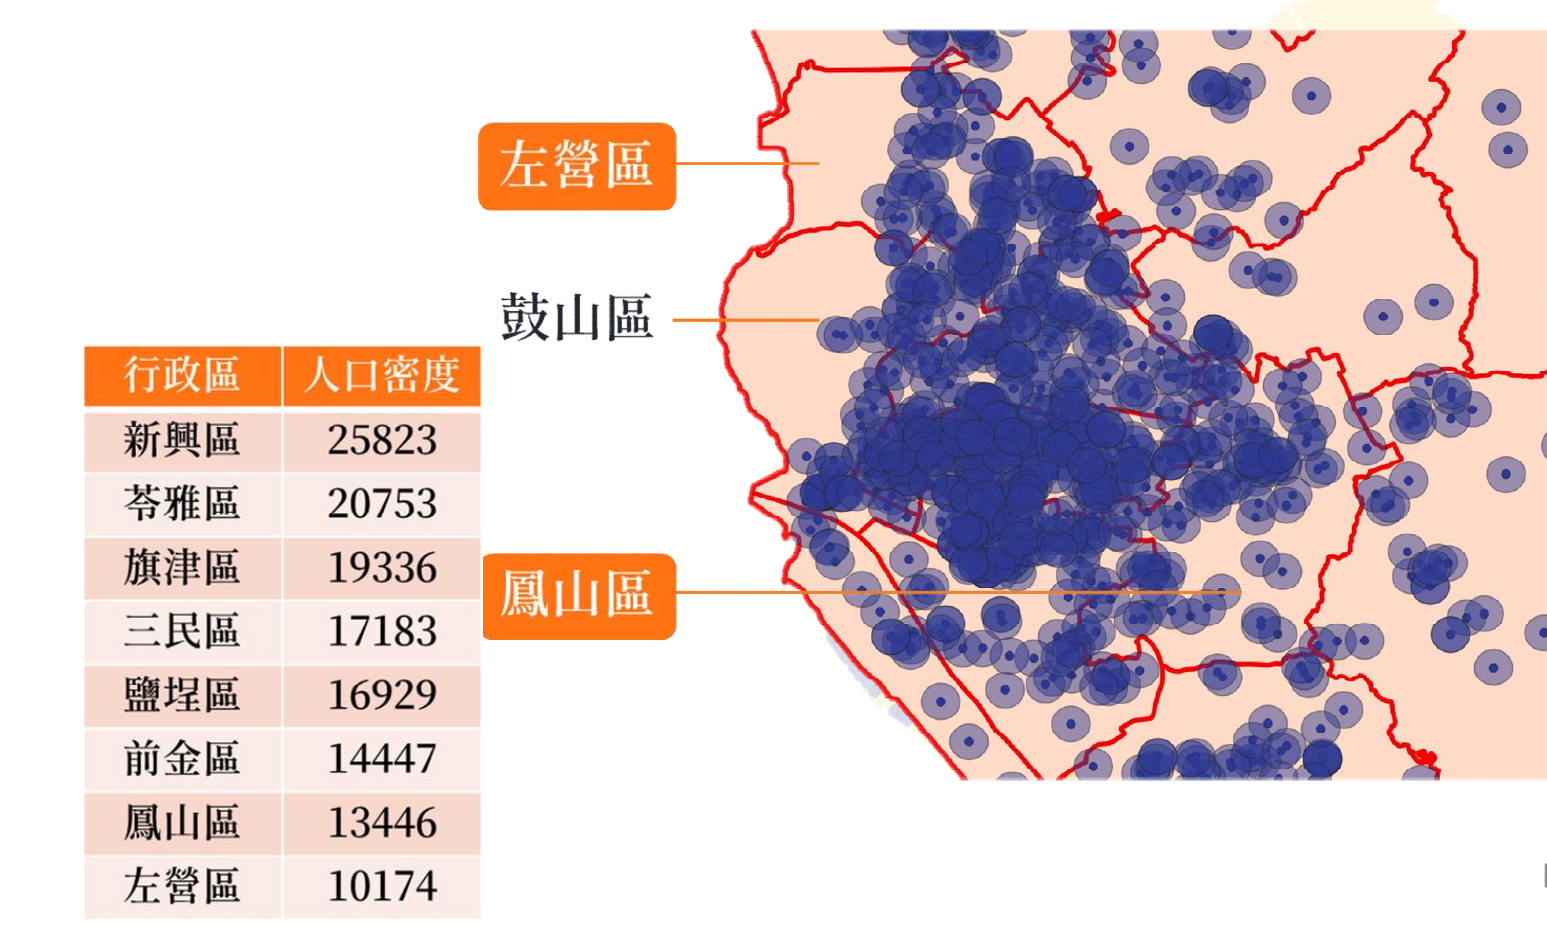 左營區
鼓山區
行政區 人口密度
新興區 25823
苓雅區 20753
旗津區 19336
三民區 17183
鹽埕區 16929
前金區 14447
鳳山區 13446
左營區 10174
鳳山區